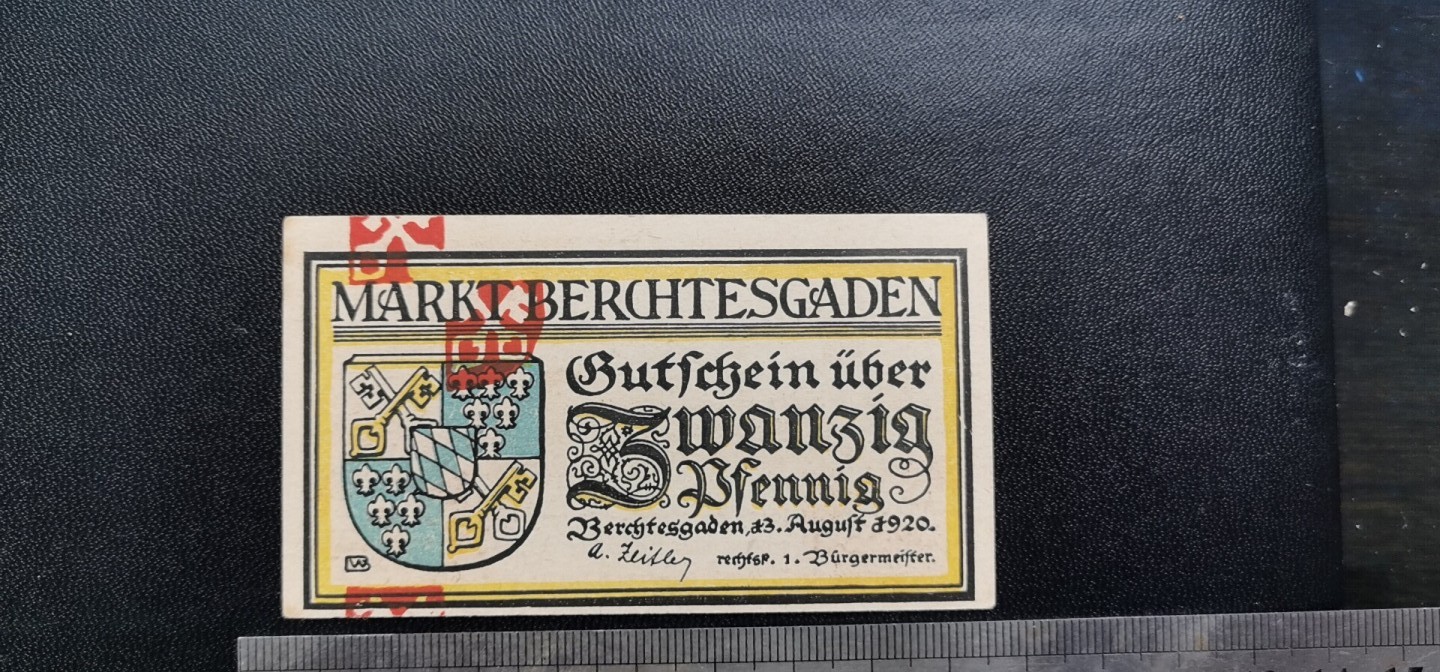 MARKT BERCHTESGADEN
Gutschein über
Zwanzig
Pfennig
Berchtesgaden, 13. August 1920.
A. Zeitler rechtsk. 1. Bürgermeister.